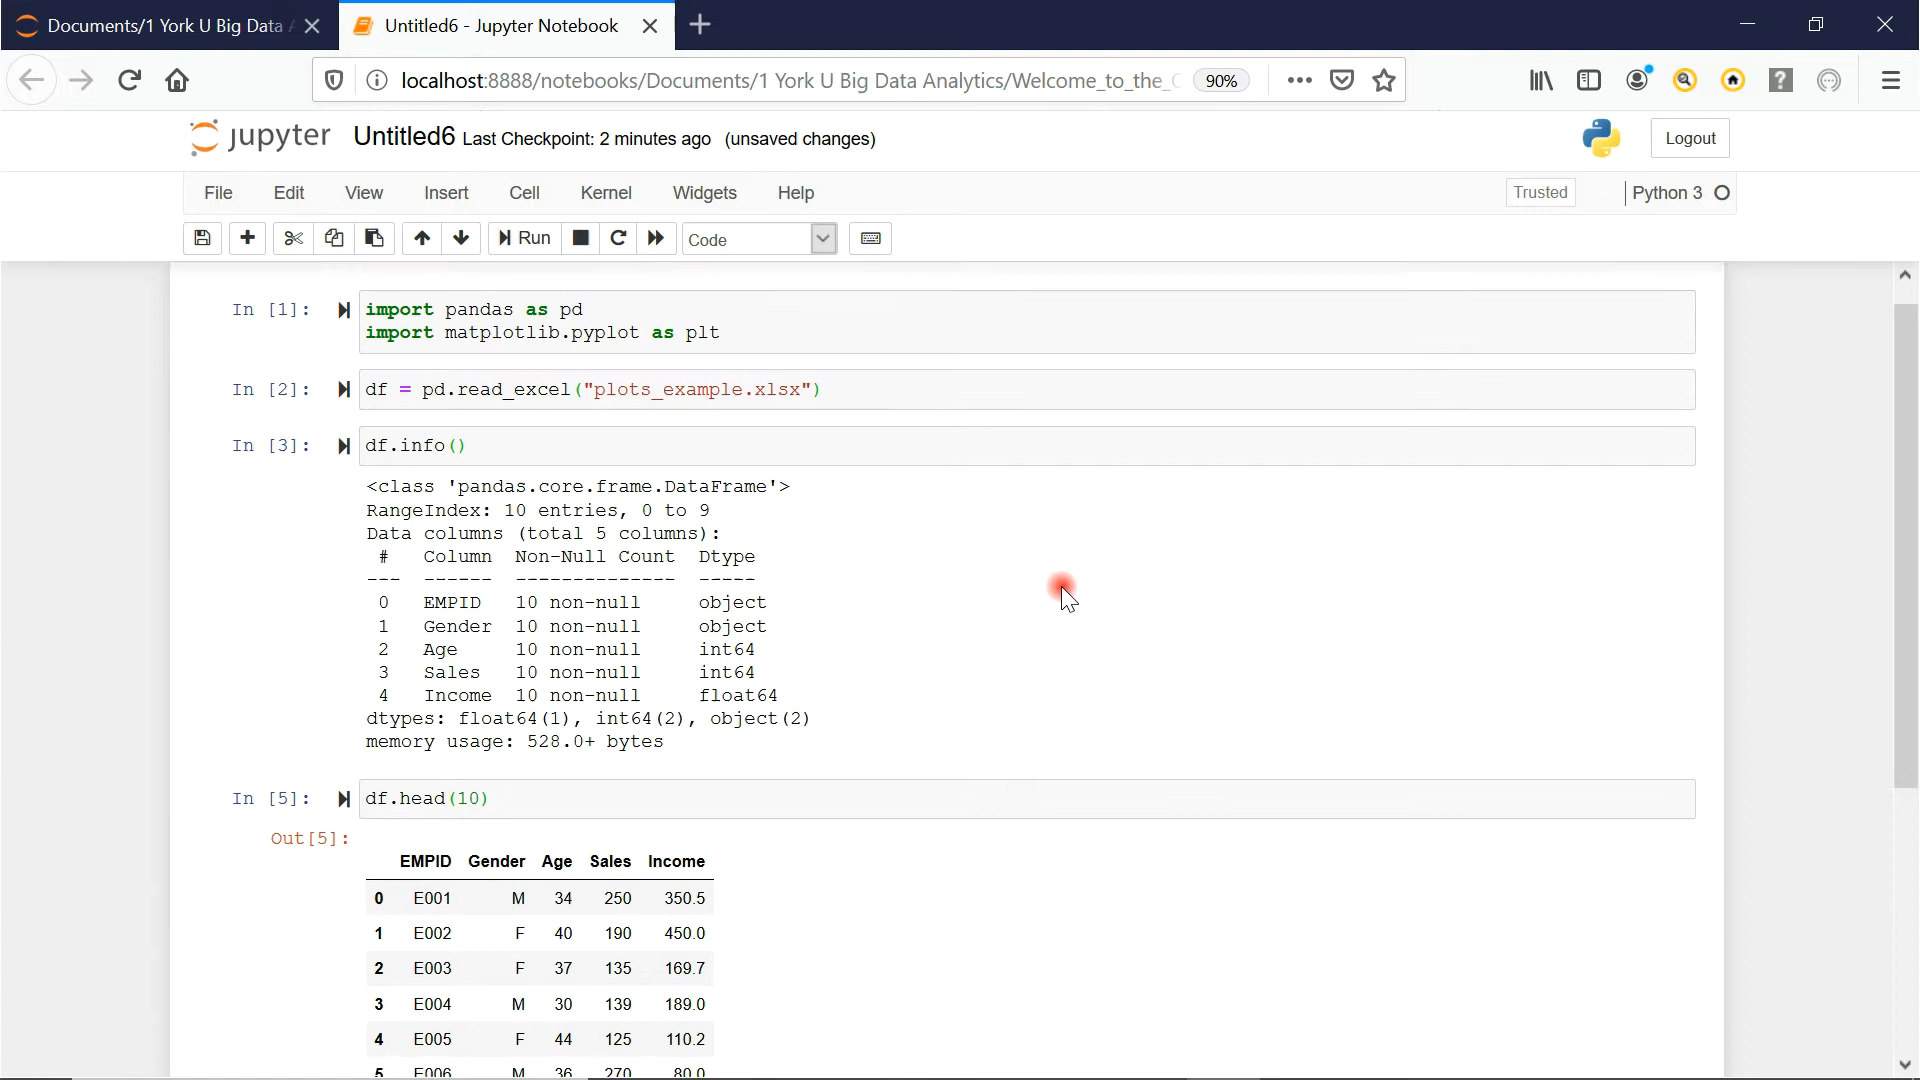 Documents/1 York U Big Data
Untitled6 - Jupyter Notebook
localhost:8888/notebooks/Documents/1 York U Big Data Analytics/Welcome_to_the_
90%
jupyter Untitled6 Last Checkpoint: 2 minutes ago (unsaved changes)
Logout
File Edit View Insert Cell Kernel Widgets Help
Trusted
Python 3
Run
Code
In [1]: import pandas as pd
import matplotlib.pyplot as plt
In [2]: df = pd.read_excel("plots_example.xlsx")
In [3]: df.info()
<class 'pandas.core.frame.DataFrame'>
RangeIndex: 10 entries, 0 to 9
Data columns (total 5 columns):
# Column Non-Null Count Dtype
--- ------ -------------- -----
0 EMPID 10 non-null object
1 Gender 10 non-null object
2 Age 10 non-null int64
3 Sales 10 non-null int64
4 Income 10 non-null float64
dtypes: float64(1), int64(2), object(2)
memory usage: 528.0+ bytes
In [5]: df.head(10)
Out[5]:
EMPID Gender Age Sales Income
0 E001 M 34 250 350.5
1 E002 F 40 190 450.0
2 E003 F 37 135 169.7
3 E004 M 30 139 189.0
4 E005 F 44 125 110.2
5 E006 M 36 270 80.0